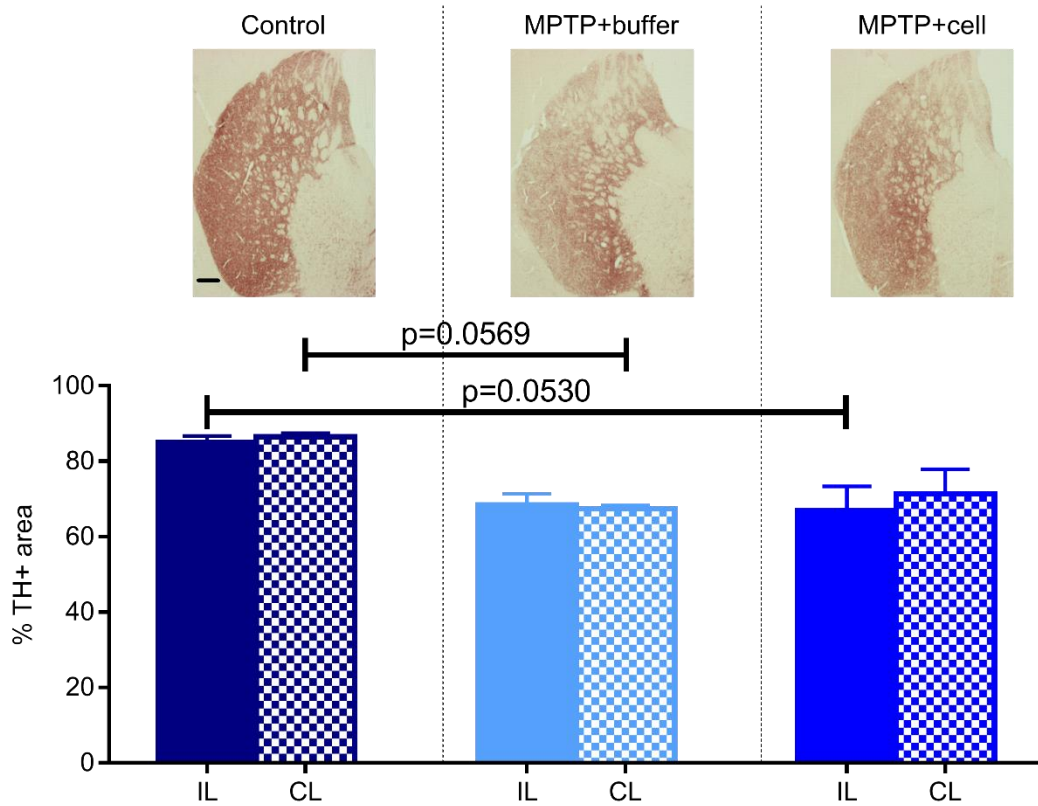 Control MPTP+buffer MPTP+cell
p=0.0569
p=0.0530
100
80
60
40
20
0
% TH+ area
IL CL IL CL IL CL